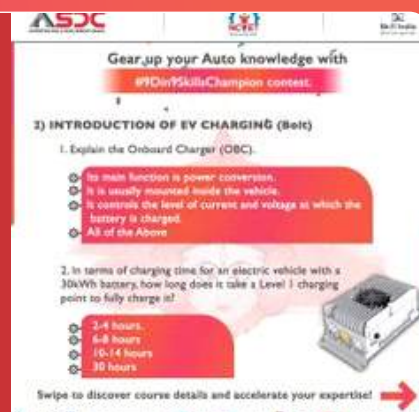 ASDC
NCVET
Skill India
Gear up your Auto knowledge with
#9Din9SkillsChampion contest.
2) INTRODUCTION OF EV CHARGING (Bolt)
1. Explain the Onboard Charger (OBC).
Its main function is power conversion.
It is usually mounted inside the vehicle.
It controls the level of current and voltage at which the
battery is charged.
All of the Above
2. In terms of charging time for an electric vehicle with a
30kWh battery, how long does it take a Level 1 charging
point to fully charge it?
2-4 hours.
6-8 hours
10-14 hours
30 hours
Swipe to discover course details and accelerate your expertise!